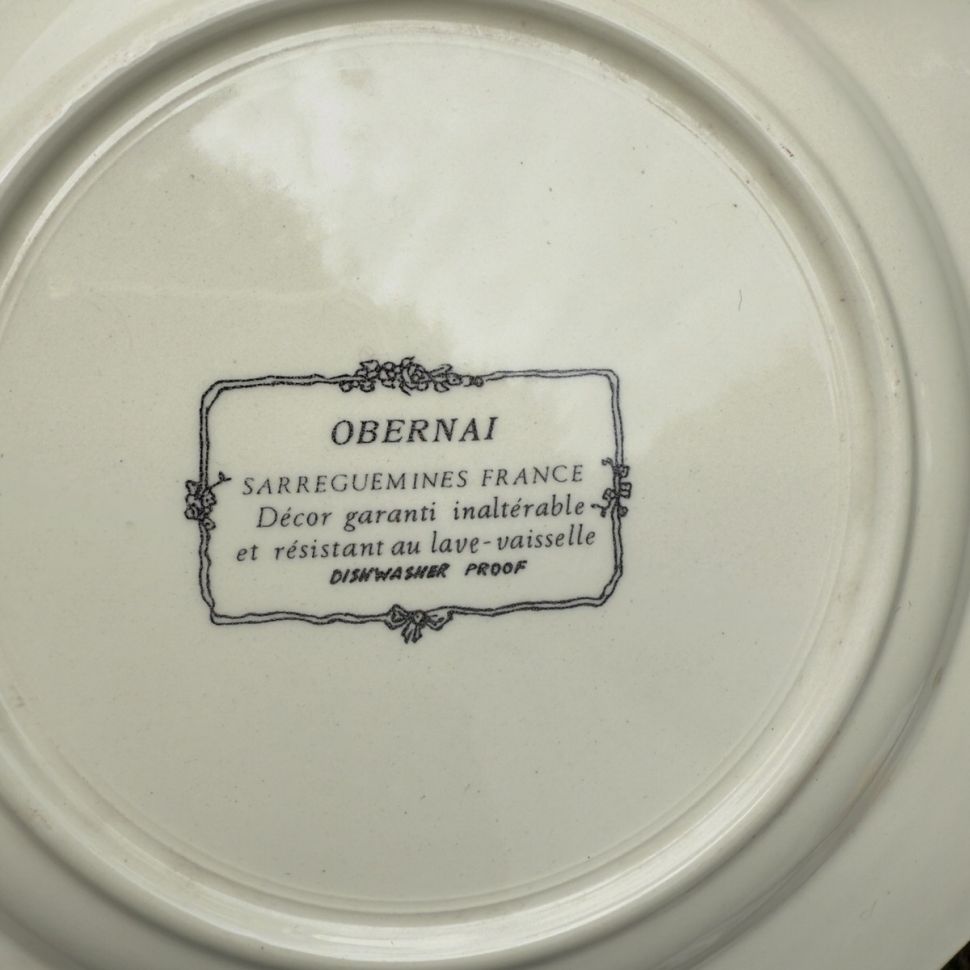 OBERNAI
SARREGUEMINES FRANCE
Décor garanti inaltérable
et résistant au lave-vaisselle
DISHWASHER PROOF